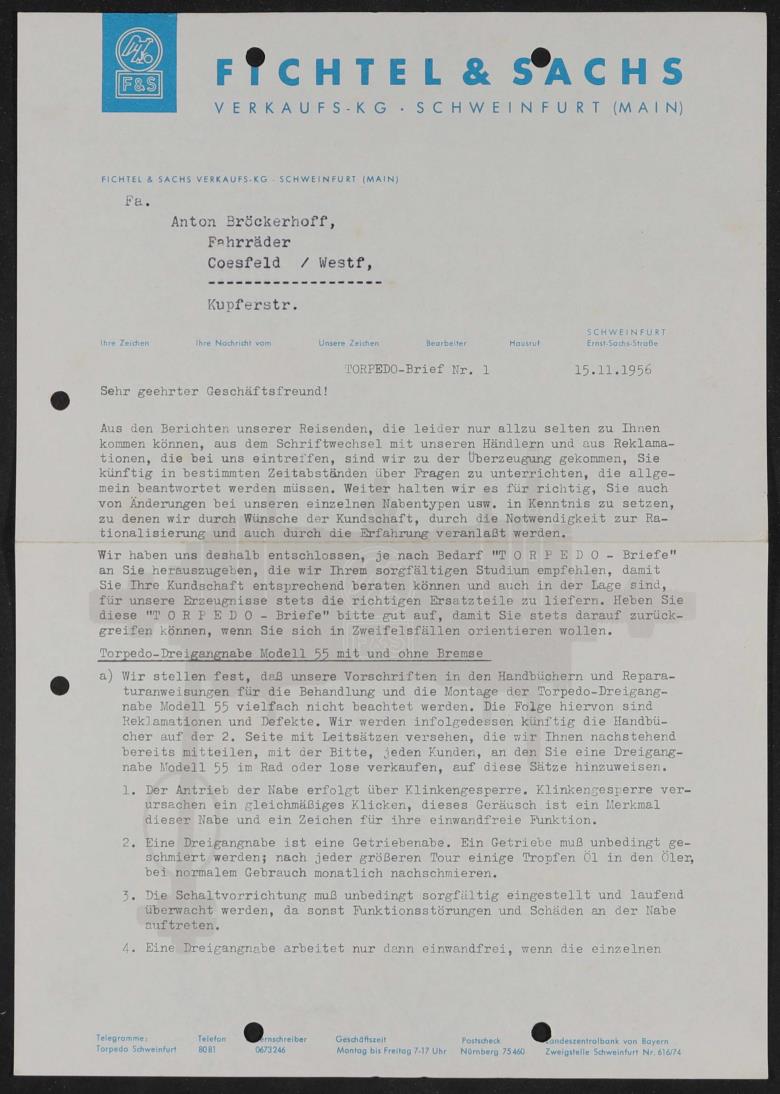 F&S
FICHTEL & SACHS
VERKAUFS-KG · SCHWEINFURT (MAIN)
FICHTEL & SACHS VERKAUFS-KG · SCHWEINFURT (MAIN)
Fa.
Anton Bröckerhoff,
Fahrräder
Coesfeld / Westf,
Kupferstr.
SCHWEINFURT
Ihre Zeichen Ihre Nachricht vom Unsere Zeichen Bearbeiter Hausruf Ernst-Sachs-Straße
TORPEDO-Brief Nr. 1 15.11.1956
Sehr geehrter Geschäftsfreund!
Aus den Berichten unserer Reisenden, die leider nur allzu selten zu Ihnen
kommen können, aus dem Schriftwechsel mit unseren Händlern und aus Reklama-
tionen, die bei uns eintreffen, sind wir zu der Überzeugung gekommen, Sie
künftig in bestimmten Zeitabständen über Fragen zu unterrichten, die allge-
mein beantwortet werden müssen. Weiter halten wir es für richtig, Sie auch
von Änderungen bei unseren einzelnen Nabentypen usw. in Kenntnis zu setzen,
zu denen wir durch Wünsche der Kundschaft, durch die Notwendigkeit zur Ra-
tionalisierung und auch durch die Erfahrung veranlaßt werden.
Wir haben uns deshalb entschlossen, je nach Bedarf "T O R P E D O - Briefe"
an Sie herauszugeben, die wir Ihrem sorgfältigen Studium empfehlen, damit
Sie Ihre Kundschaft entsprechend beraten können und auch in der Lage sind,
für unsere Erzeugnisse stets die richtigen Ersatzteile zu liefern. Heben Sie
diese "T O R P E D O - Briefe" bitte gut auf, damit Sie stets darauf zurück-
greifen können, wenn Sie sich in Zweifelsfällen orientieren wollen.
Torpedo-Dreigangnabe Modell 55 mit und ohne Bremse
a) Wir stellen fest, daß unsere Vorschriften in den Handbüchern und Repara-
turanweisungen für die Behandlung und die Montage der Torpedo-Dreigang-
nabe Modell 55 vielfach nicht beachtet werden. Die Folge hiervon sind
Reklamationen und Defekte. Wir werden infolgedessen künftig die Handbü-
cher auf der 2. Seite mit Leitsätzen versehen, die wir Ihnen nachstehend
bereits mitteilen, mit der Bitte, jeden Kunden, an den Sie eine Dreigang-
nabe Modell 55 im Rad oder lose verkaufen, auf diese Sätze hinzuweisen.
1. Der Antrieb der Nabe erfolgt über Klinkengesperre. Klinkengesperre ver-
ursachen ein gleichmäßiges Klicken, dieses Geräusch ist ein Merkmal
dieser Nabe und ein Zeichen für ihre einwandfreie Funktion.
2. Eine Dreigangnabe ist eine Getriebenabe. Ein Getriebe muß unbedingt ge-
schmiert werden; nach jeder größeren Tour einige Tropfen Öl in den Öler,
bei normalem Gebrauch monatlich nachschmieren.
3. Die Schaltvorrichtung muß unbedingt sorgfältig eingestellt und laufend
überwacht werden, da sonst Funktionsstörungen und Schäden an der Nabe
auftreten.
4. Eine Dreigangnabe arbeitet nur dann einwandfrei, wenn die einzelnen
Telegramme: Telefon ernschreiber Geschäftszeit Postscheck andeszentralbank von Bayern
Torpedo Schweinfurt 8081 0673246 Montag bis Freitag 7-17 Uhr Nürnberg 75460 Zweigstelle Schweinfurt Nr. 616/74